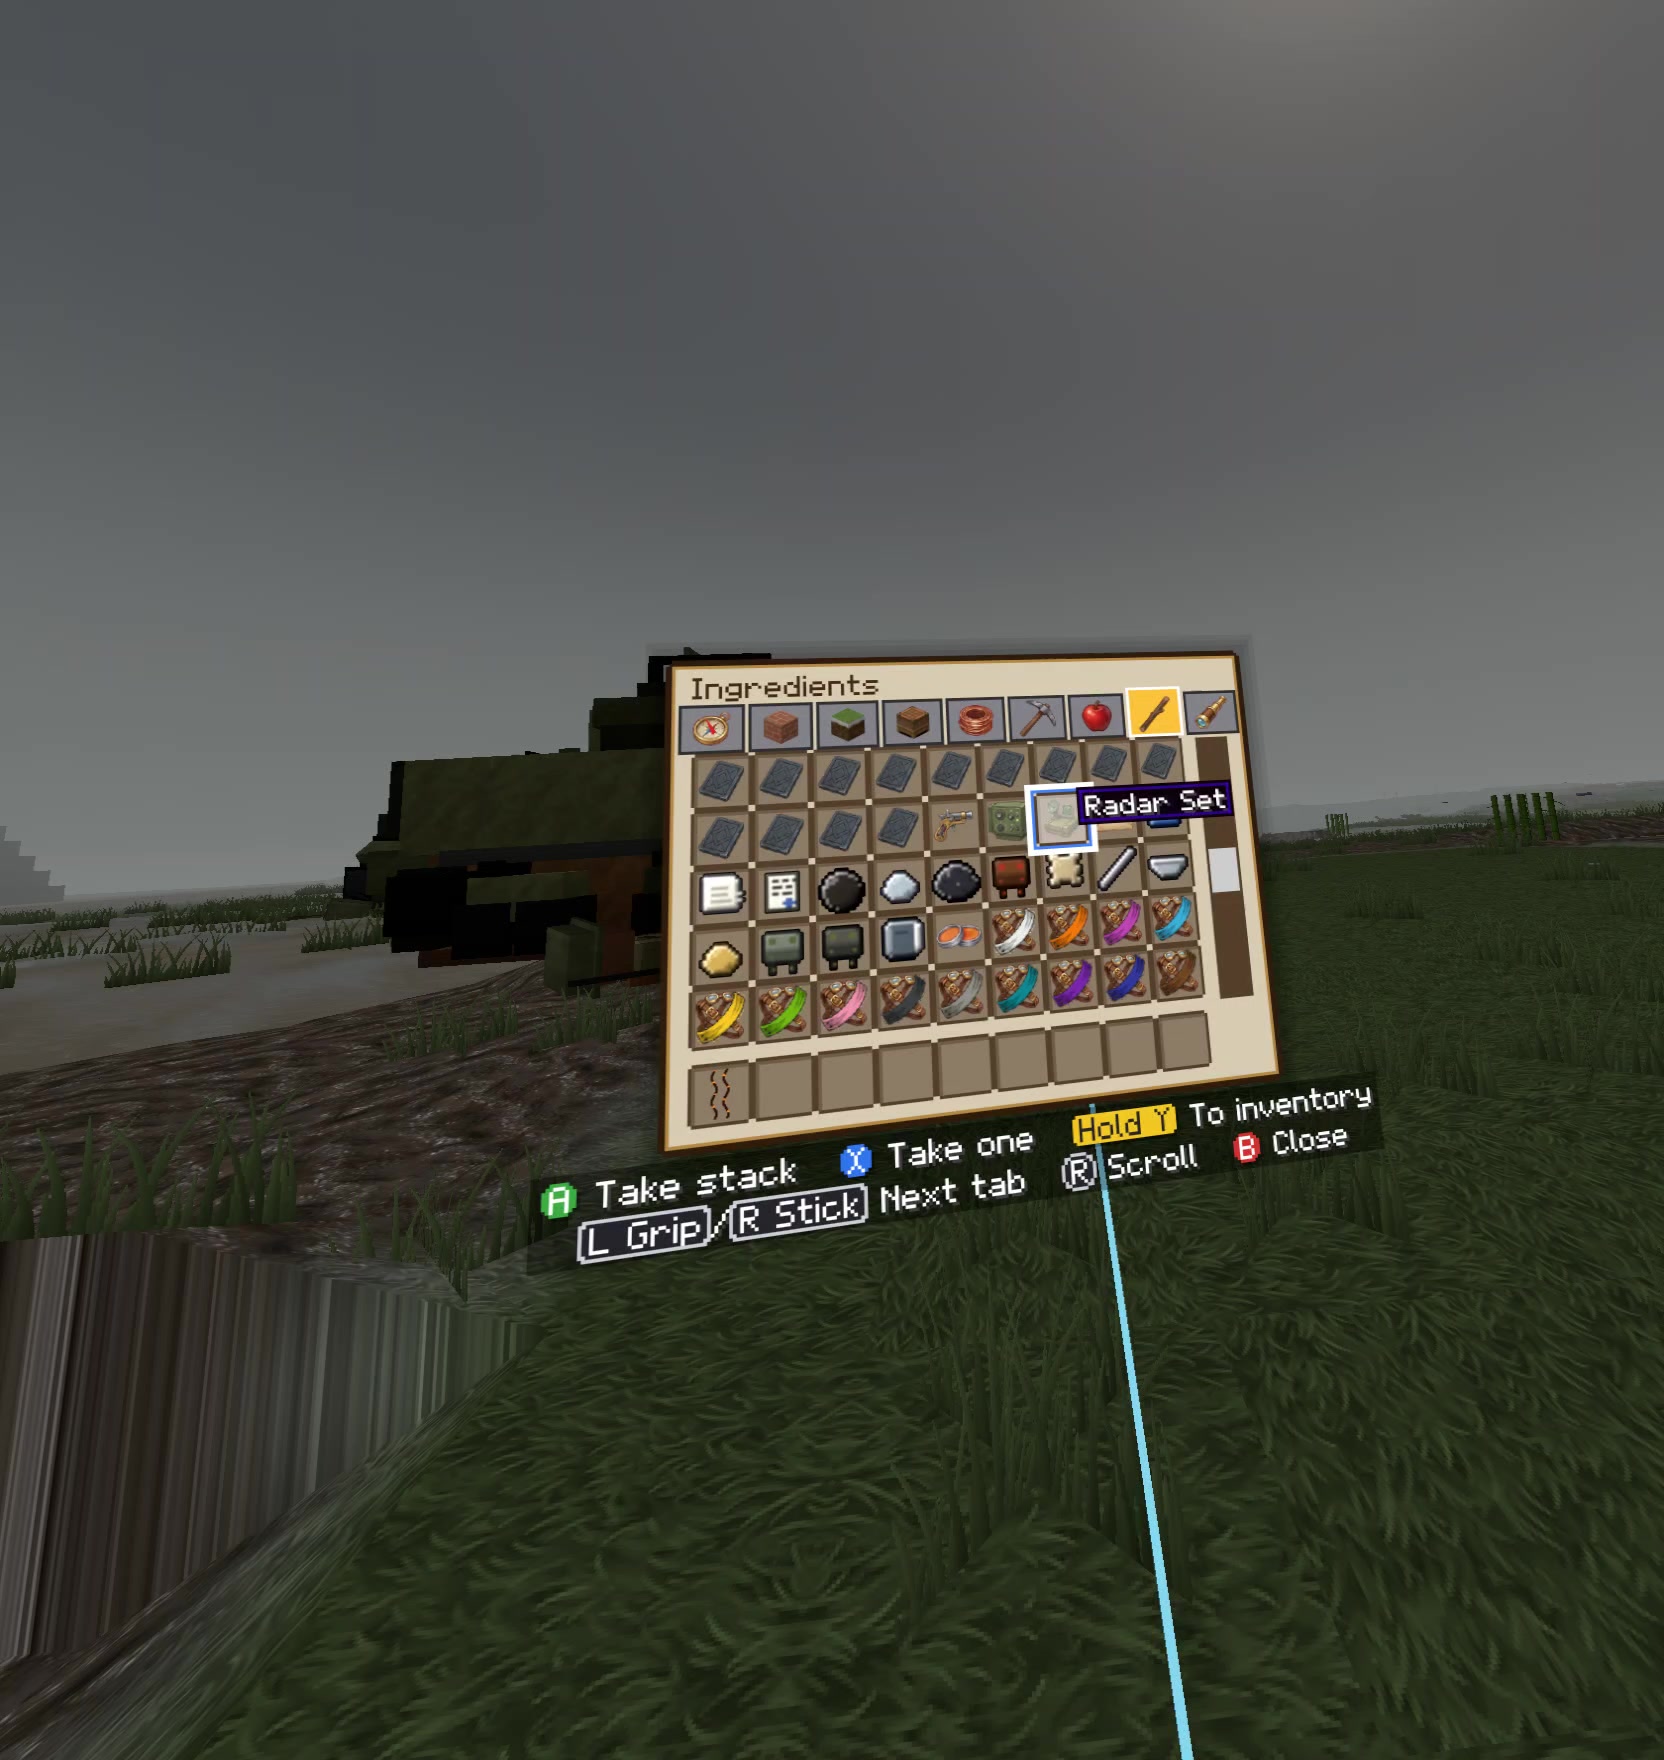 Ingredients
Radar Set
A Take stack X Take one Hold Y To inventory
L Grip/R Stick Next tab R Scroll B Close